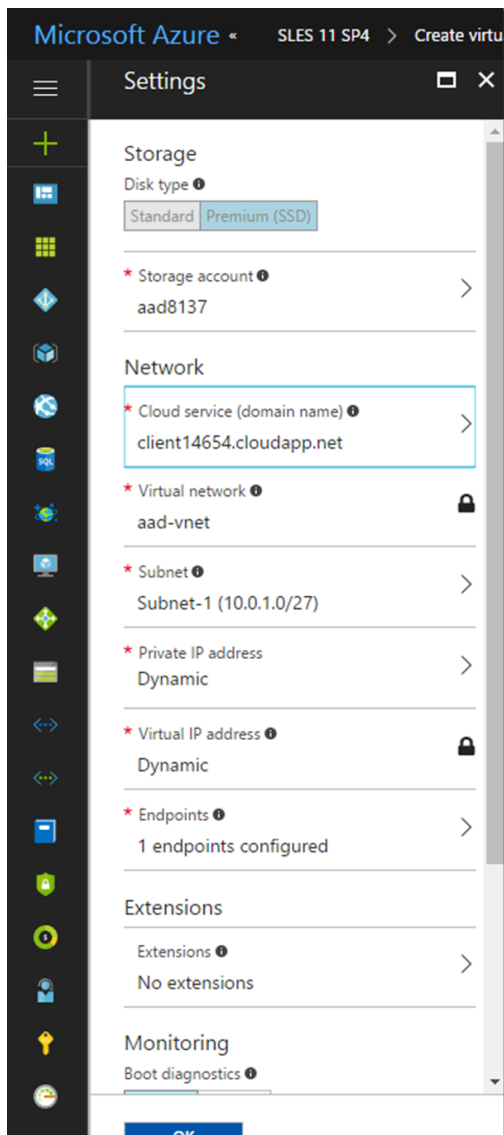 Microsoft Azure « SLES 11 SP4 > Create virtu
Settings
Storage
Disk type
Standard Premium (SSD)
* Storage account
aad8137
Network
* Cloud service (domain name)
client14654.cloudapp.net
* Virtual network
aad-vnet
* Subnet
Subnet-1 (10.0.1.0/27)
* Private IP address
Dynamic
* Virtual IP address
Dynamic
* Endpoints
1 endpoints configured
Extensions
Extensions
No extensions
Monitoring
Boot diagnostics
OK